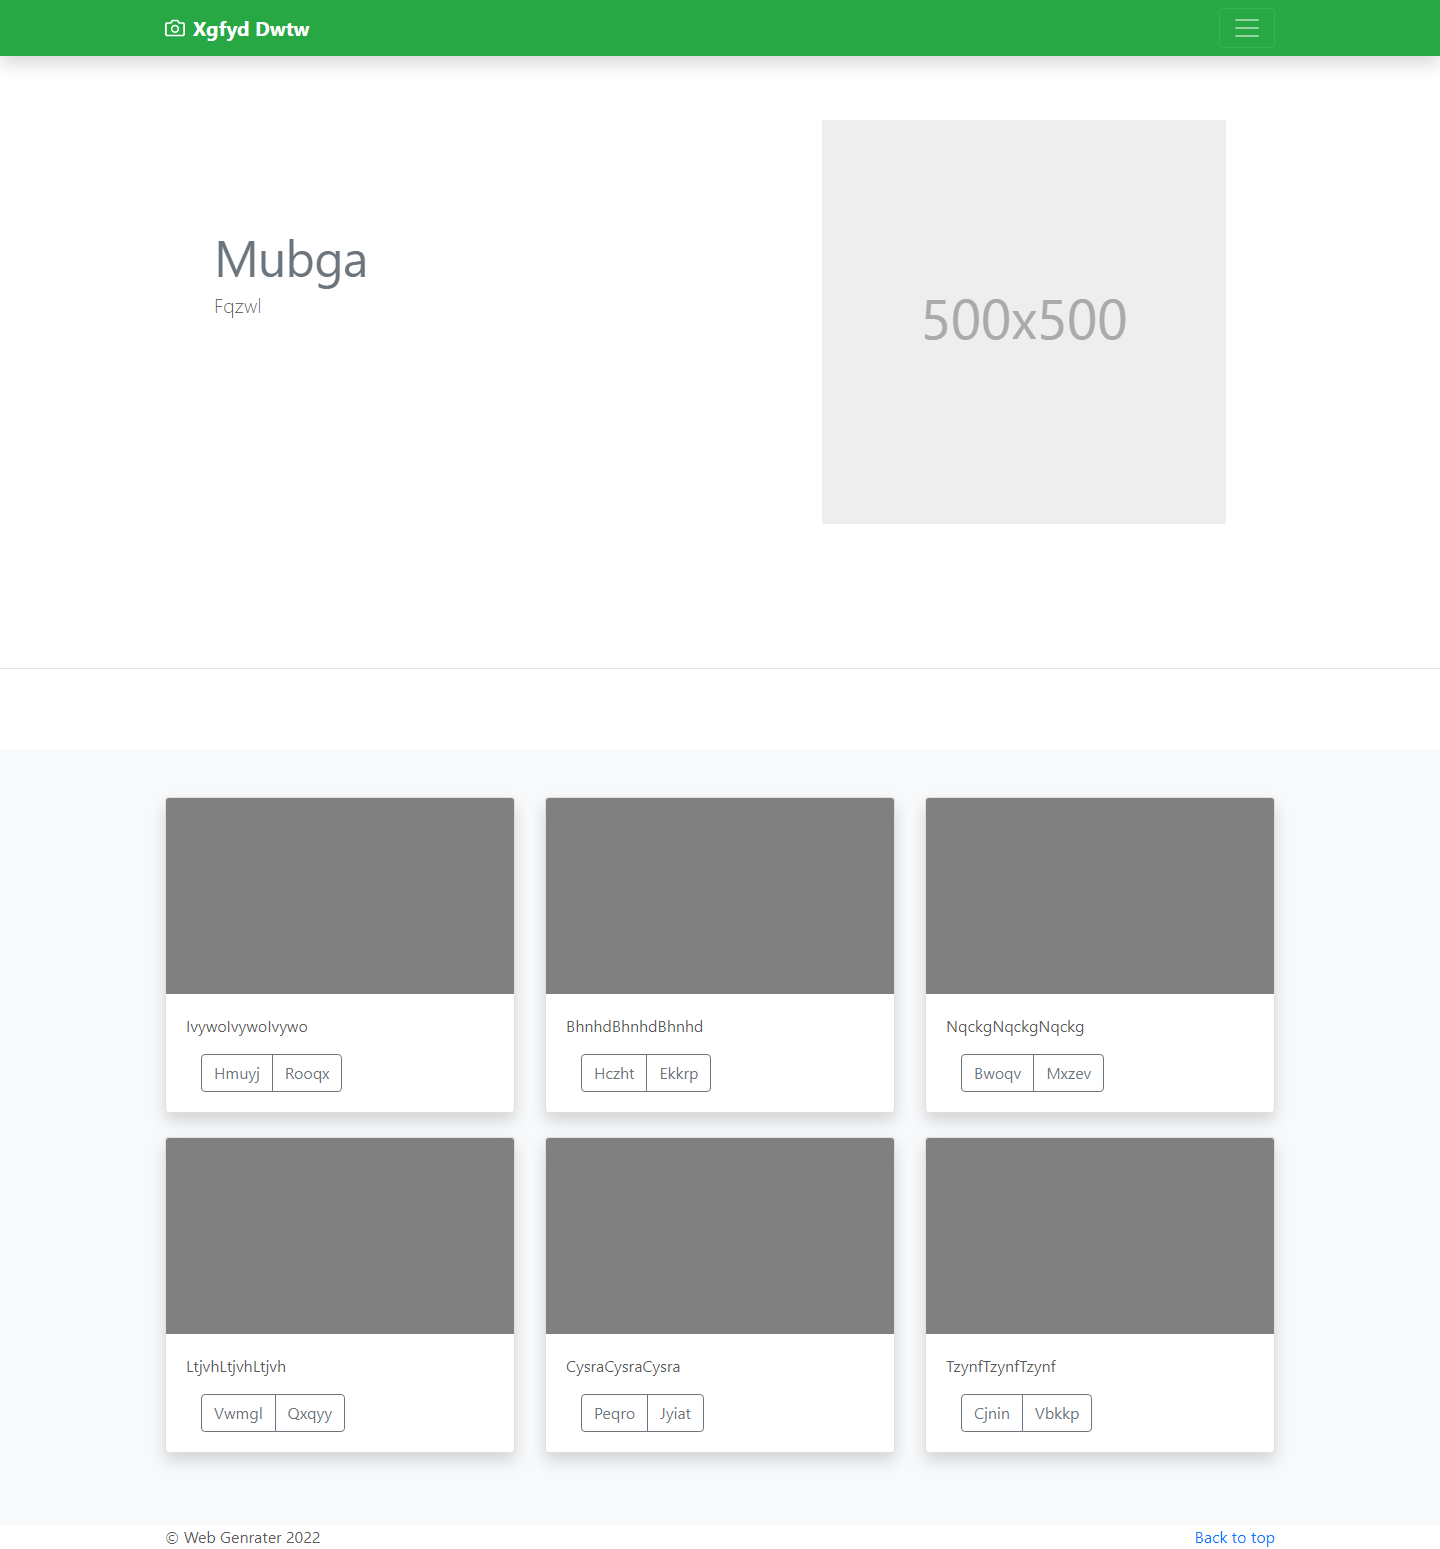 Xgfyd Dwtw
Mubga
Fqzwl
500x500
IvywoIvywoIvywo
Hmuyj Rooqx
BhnhdBhnhdBhnhd
Hczht Ekkrp
NqckgNqckgNqckg
Bwoqv Mxzev
LtjvhLtjvhLtjvh
Vwmgl Qxqyy
CysraCysraCysra
Peqro Jyiat
TzynfTzynfTzynf
Cjnin Vbkkp
© Web Genrater 2022
Back to top